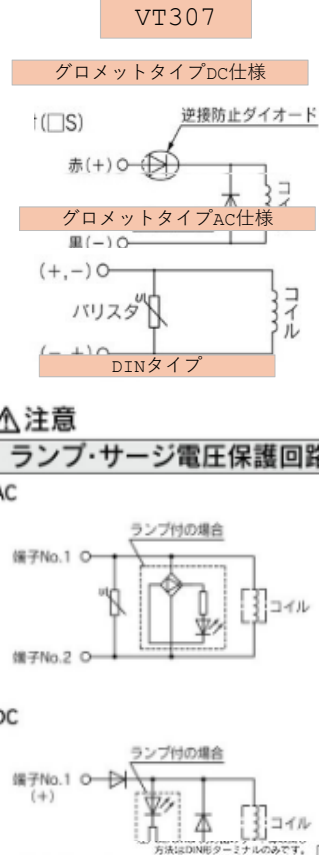 VT307
グロメットタイプDC仕様
(□S)
逆接防止ダイオード
赤(+)
コイ
グロメットタイプAC仕様
黒(−)
(+,−)
バリスタ
コイル
(−,+)
DINタイプ
⚠注意
ランプ・サージ電圧保護回路
AC
ランプ付の場合
端子No.1
コイル
端子No.2
DC
ランプ付の場合
端子No.1
(+)
コイル
方法はDIN形ターミナルのみです。